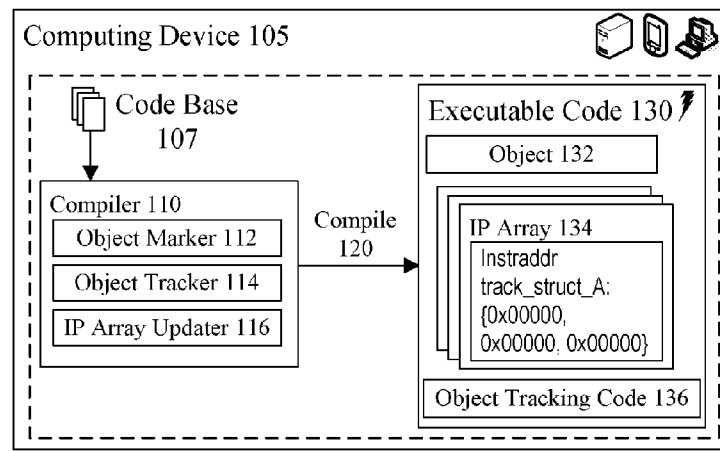 Computing Device 105
Code Base
107
Compiler 110
Object Marker 112
Object Tracker 114
IP Array Updater 116
Compile
120
Executable Code 130
Object 132
IP Array 134
Instraddr
track_struct_A:
{0x00000,
0x00000, 0x00000}
Object Tracking Code 136